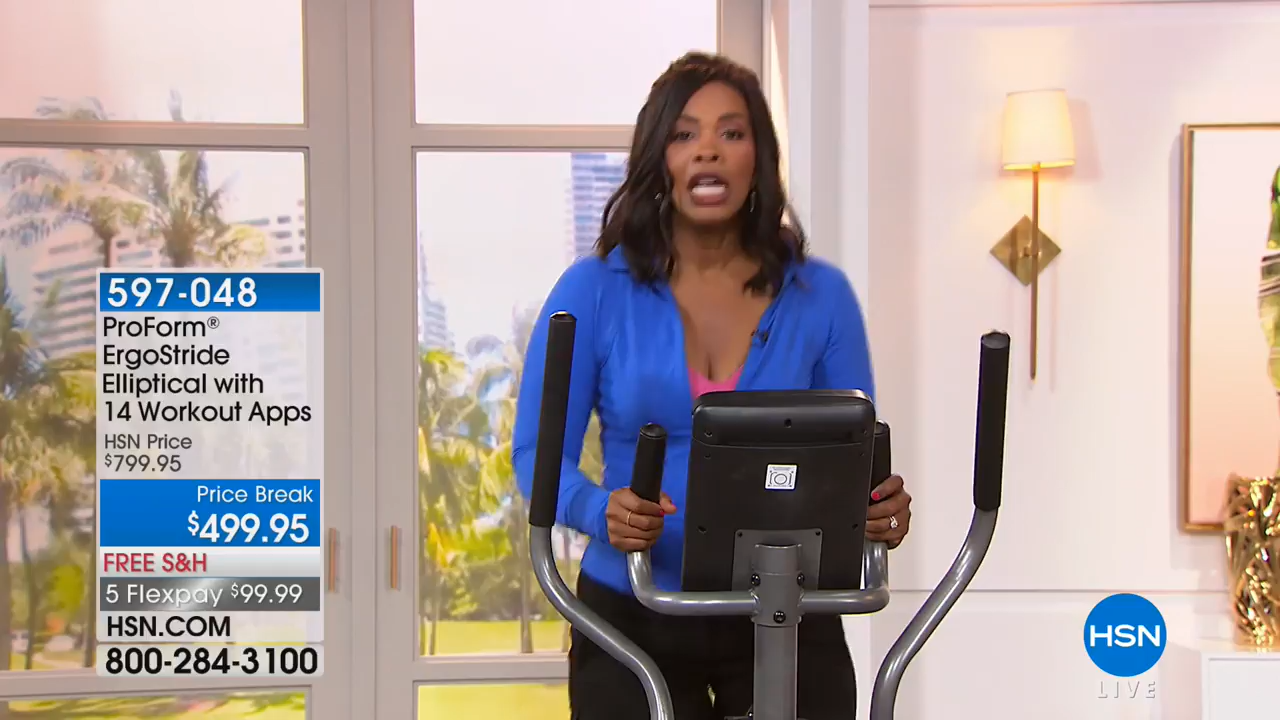 597-048
ProForm®
ErgoStride
Elliptical with
14 Workout Apps
HSN Price
$799.95
Price Break
$499.95
FREE S&H
5 Flexpay $99.99
HSN.COM
800-284-3100
HSN
LIVE